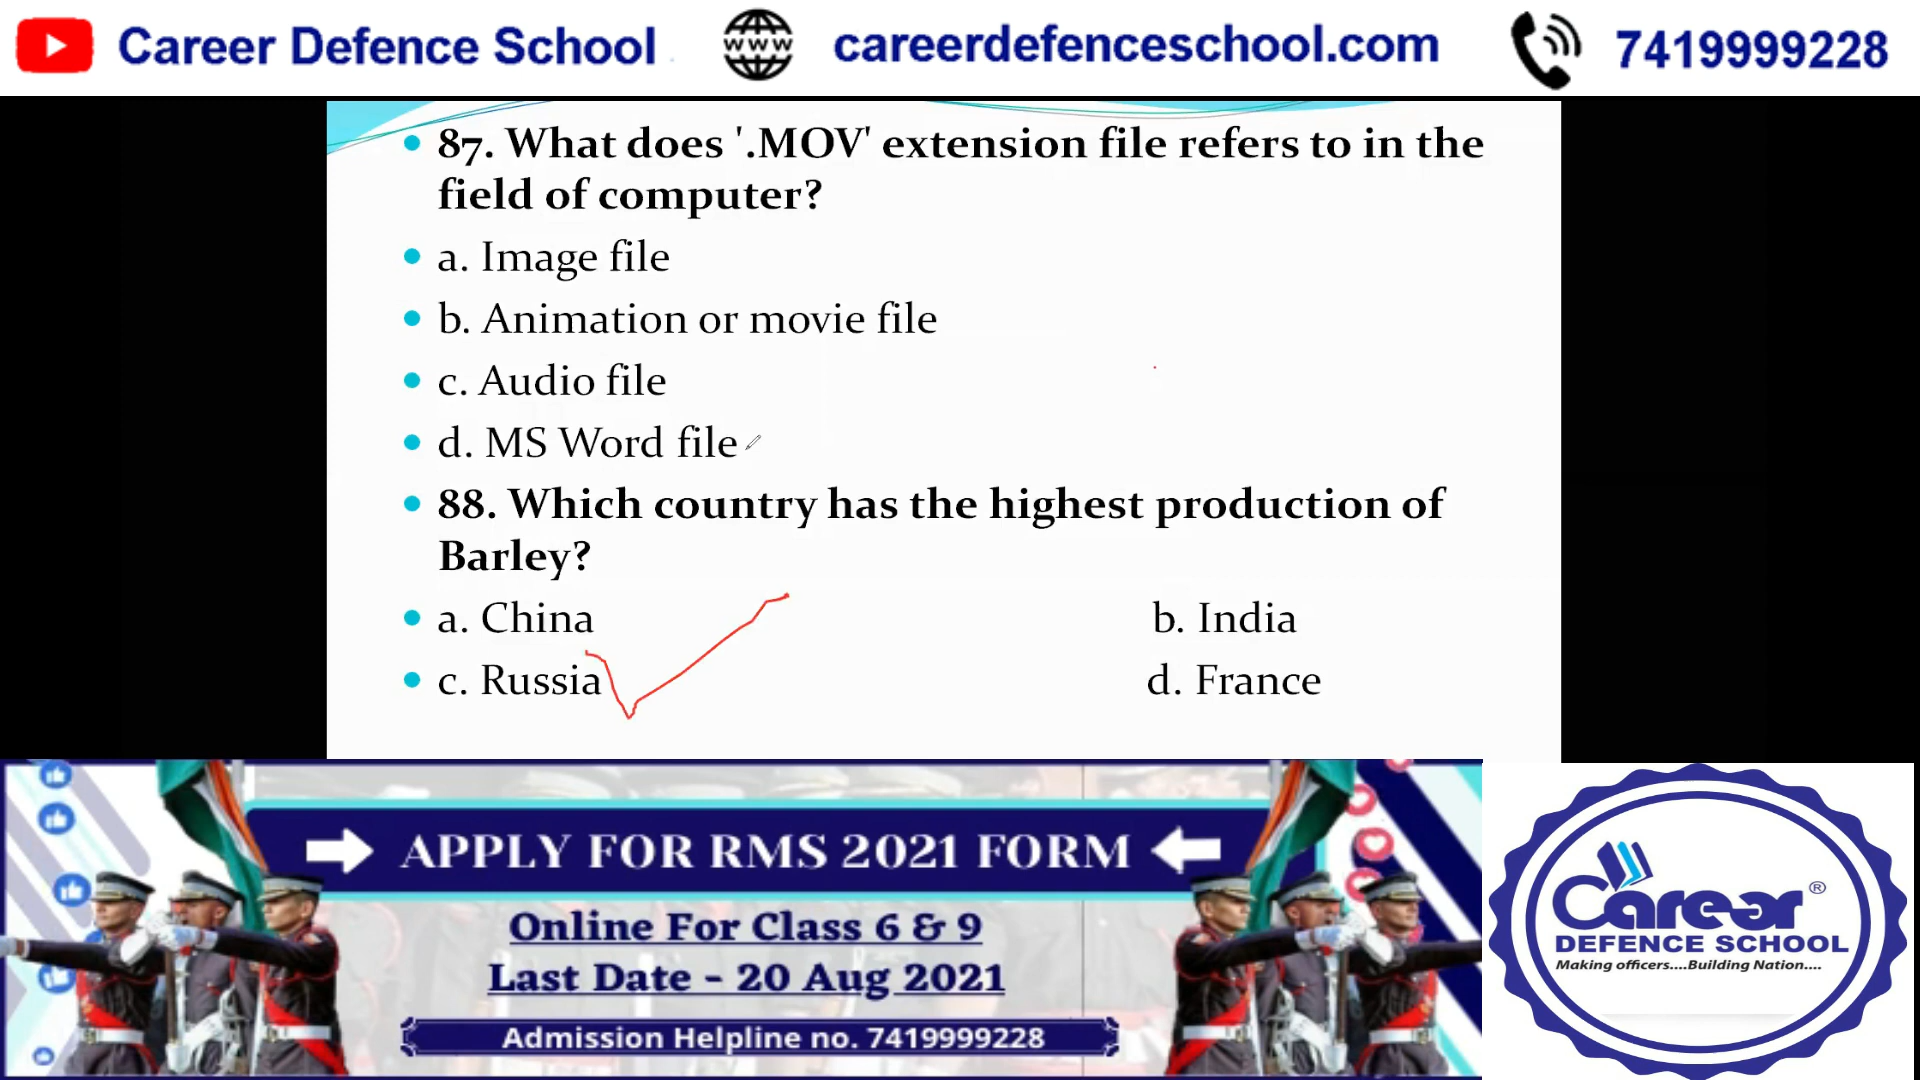 Career Defence School
www
careerdefenceschool.com
7419999228
87. What does '.MOV' extension file refers to in the
field of computer?
a. Image file
b. Animation or movie file
c. Audio file
d. MS Word file
88. Which country has the highest production of
Barley?
a. China b. India
c. Russia d. France
APPLY FOR RMS 2021 FORM
Online For Class 6 & 9
Last Date - 20 Aug 2021
Admission Helpline no. 7419999228
Career ®
DEFENCE SCHOOL
Making officers....Building Nation....